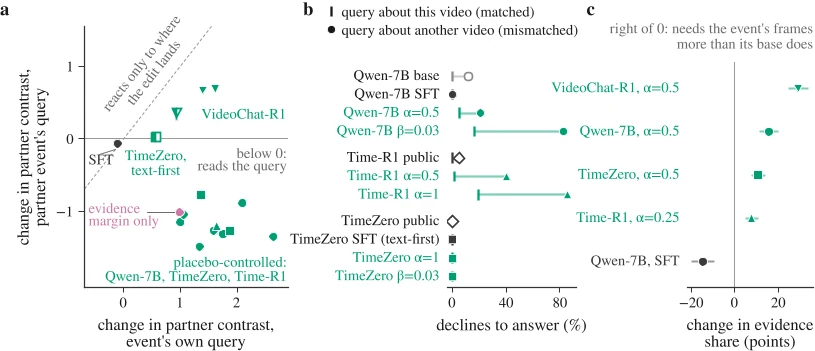 a
change in partner contrast,
partner event's query
1
0
−1
reacts only to where
the edit lands
VideoChat-R1
SFT
TimeZero,
text-first
below 0:
reads the query
evidence
margin only
placebo-controlled:
Qwen-7B, TimeZero, Time-R1
0
1
2
change in partner contrast,
event's own query
b
query about this video (matched)
query about another video (mismatched)
Qwen-7B base
Qwen-7B SFT
Qwen-7B α=0.5
Qwen-7B β=0.03
Time-R1 public
Time-R1 α=0.5
Time-R1 α=1
TimeZero public
TimeZero SFT (text-first)
TimeZero α=1
TimeZero β=0.03
0
40
80
declines to answer (%)
c
right of 0: needs the event's frames
more than its base does
VideoChat-R1, α=0.5
Qwen-7B, α=0.5
TimeZero, α=0.5
Time-R1, α=0.25
Qwen-7B, SFT
−20
0
20
change in evidence
share (points)